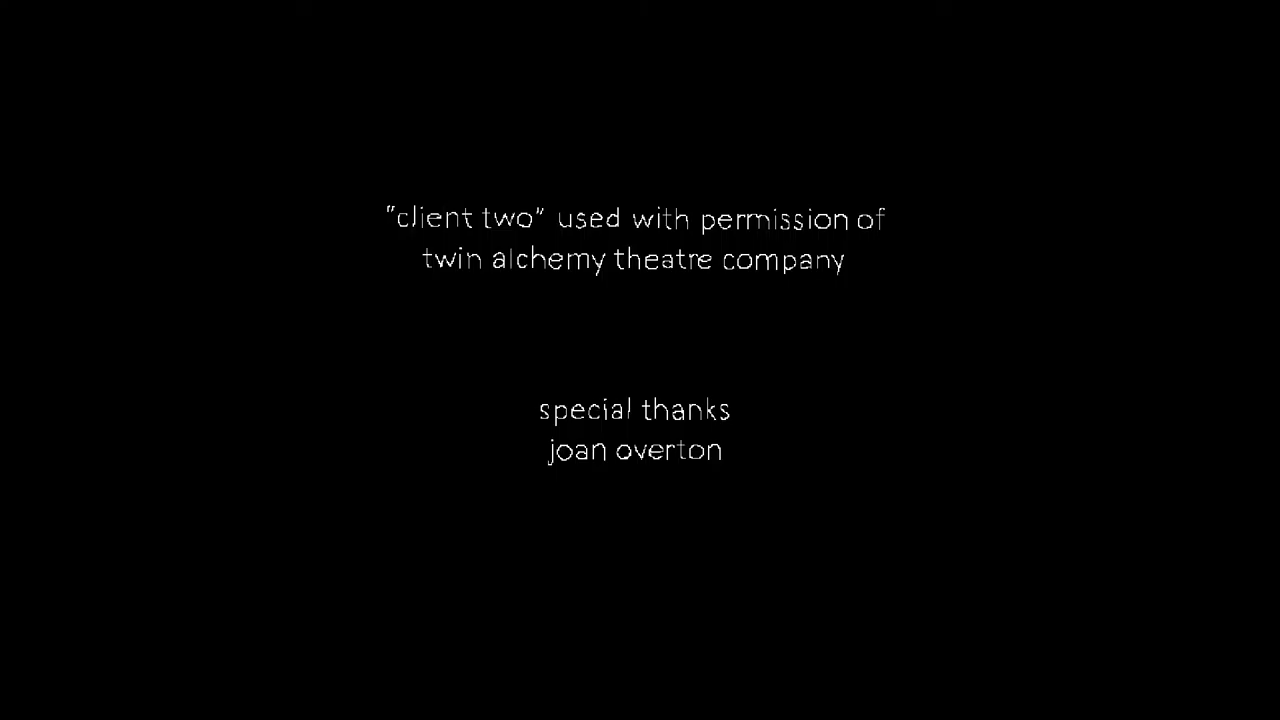 "client two" used with permission of
twin alchemy theatre company
special thanks
joan overton